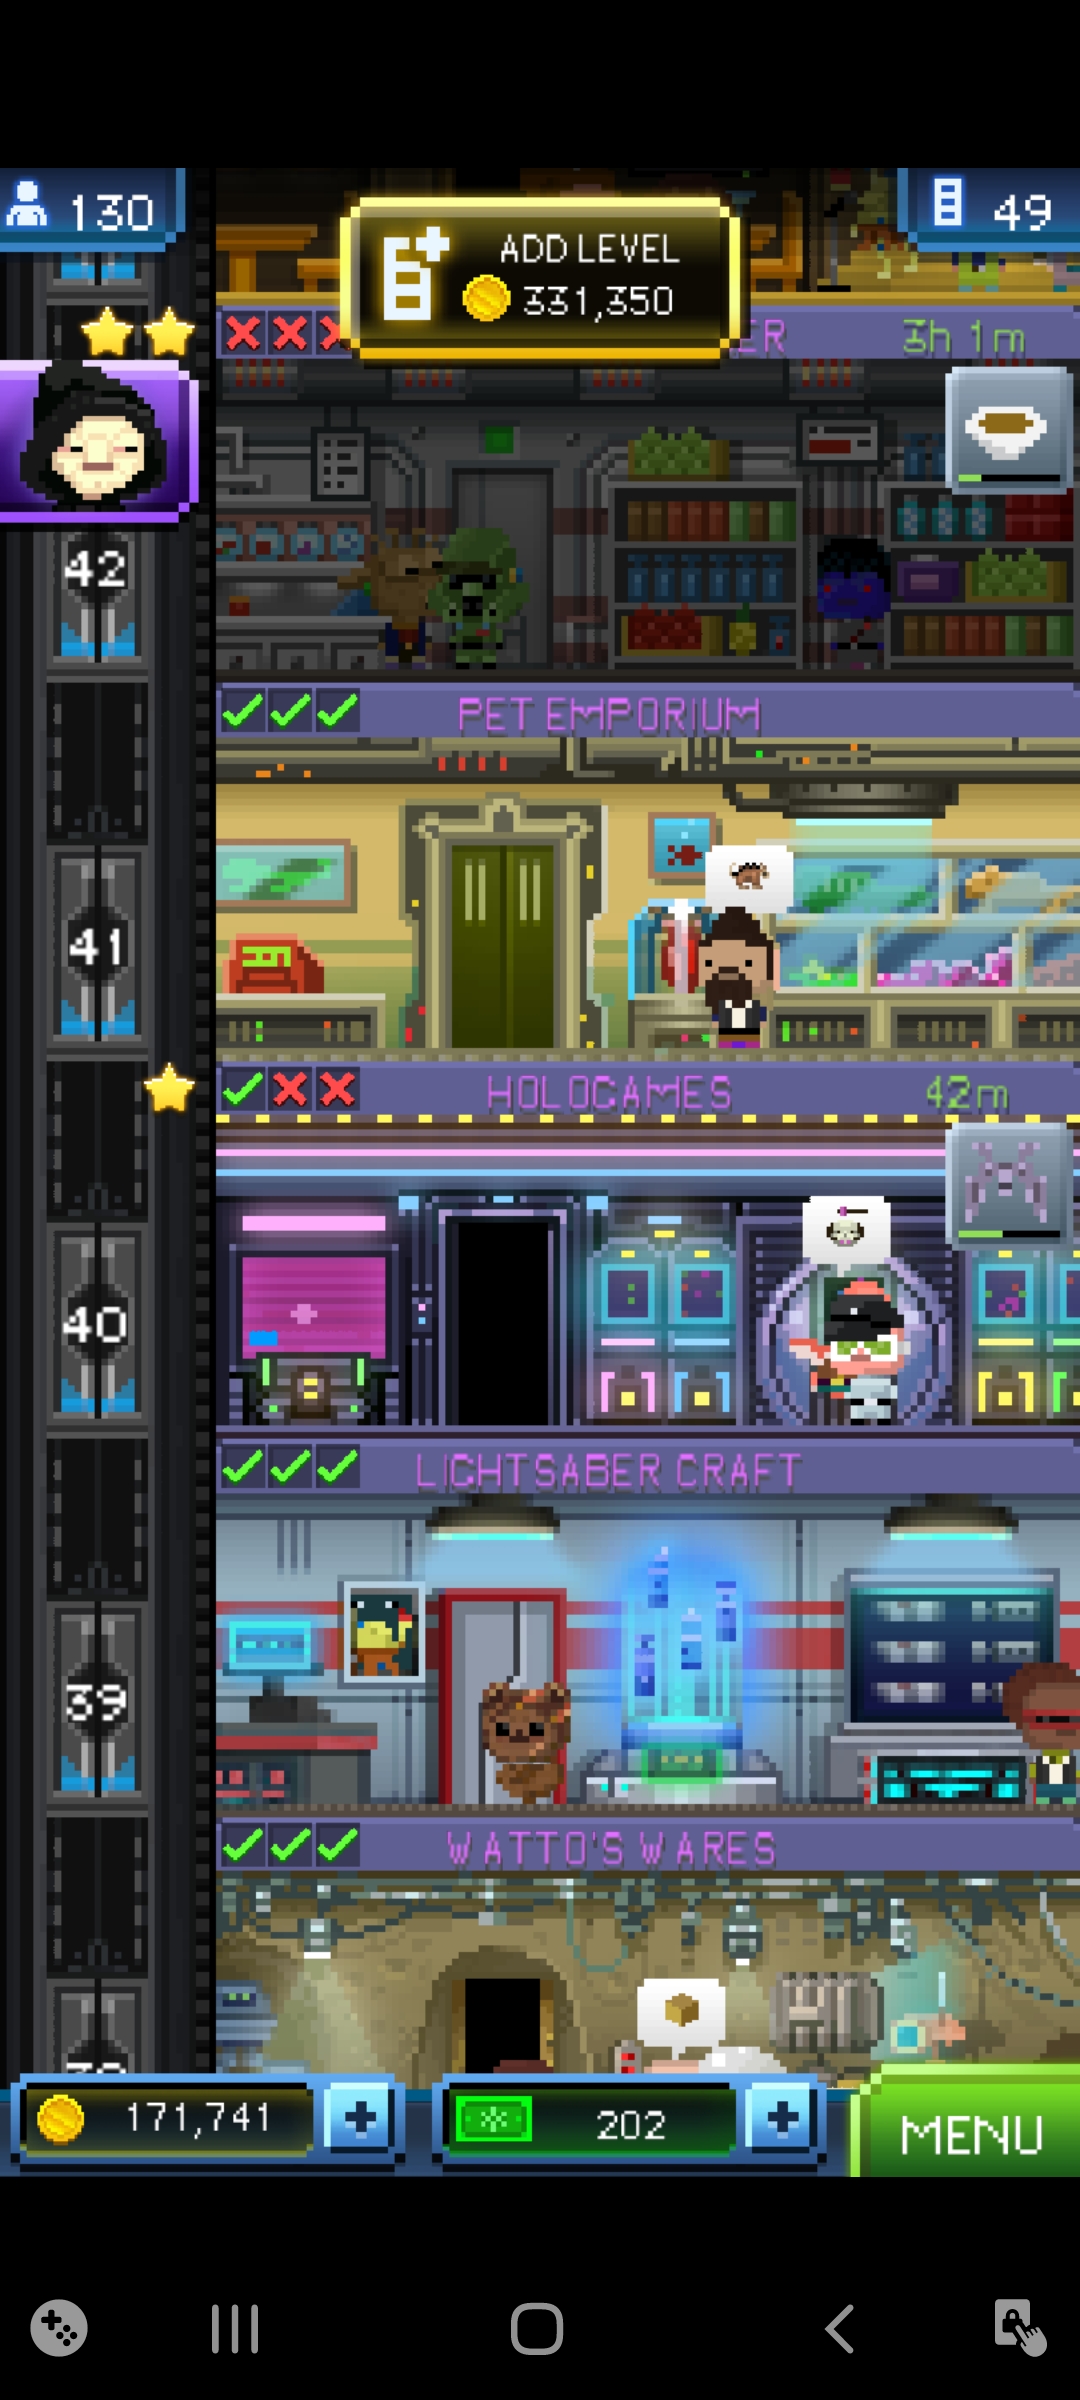 130
49
ADD LEVEL
331,350
ER
3h 1m
42
PET EMPORIUM
41
HOLOGAMES
42m
40
LIGHTSABER CRAFT
39
WATTO'S WARES
171,741
202
MENU